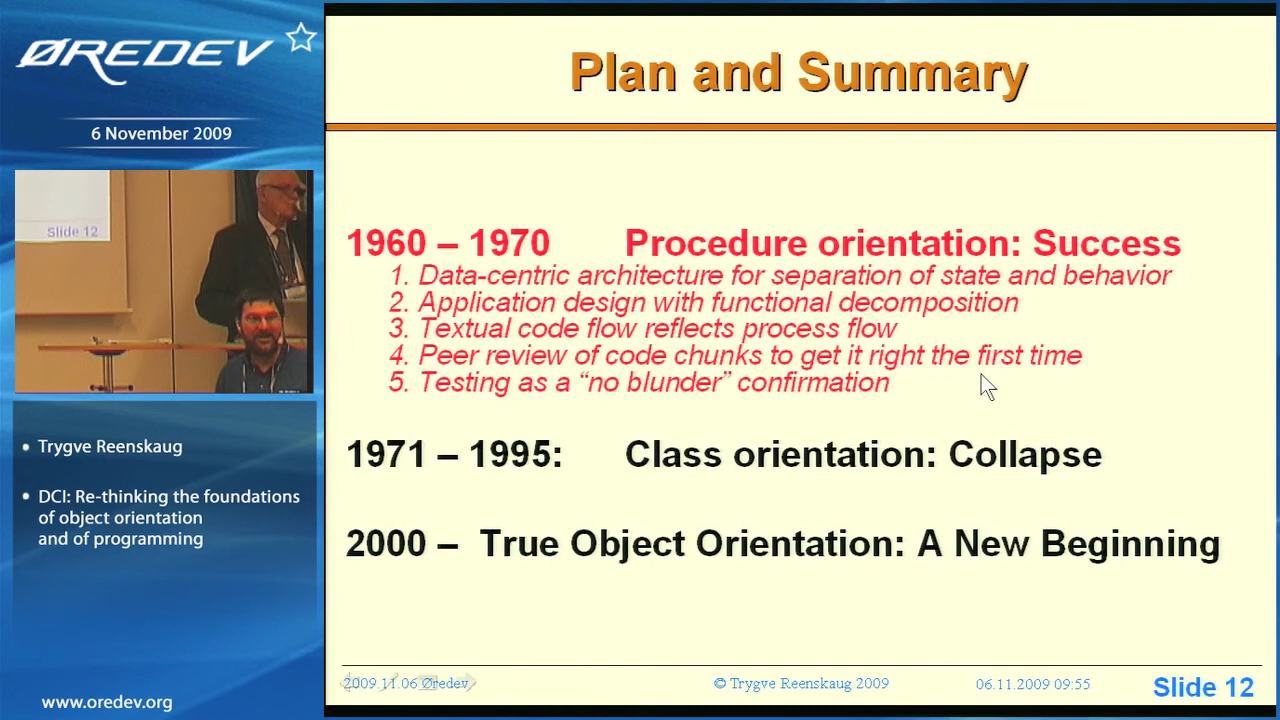 ØREDEV
6 November 2009
Slide 12
• Trygve Reenskaug
• DCI: Re-thinking the foundations
of object orientation
and of programming
www.oredev.org
Plan and Summary
1960 – 1970 Procedure orientation: Success
1. Data-centric architecture for separation of state and behavior
2. Application design with functional decomposition
3. Textual code flow reflects process flow
4. Peer review of code chunks to get it right the first time
5. Testing as a “no blunder” confirmation
1971 – 1995: Class orientation: Collapse
2000 – True Object Orientation: A New Beginning
2009.11.06 Øredev
© Trygve Reenskaug 2009
06.11.2009 09:55
Slide 12